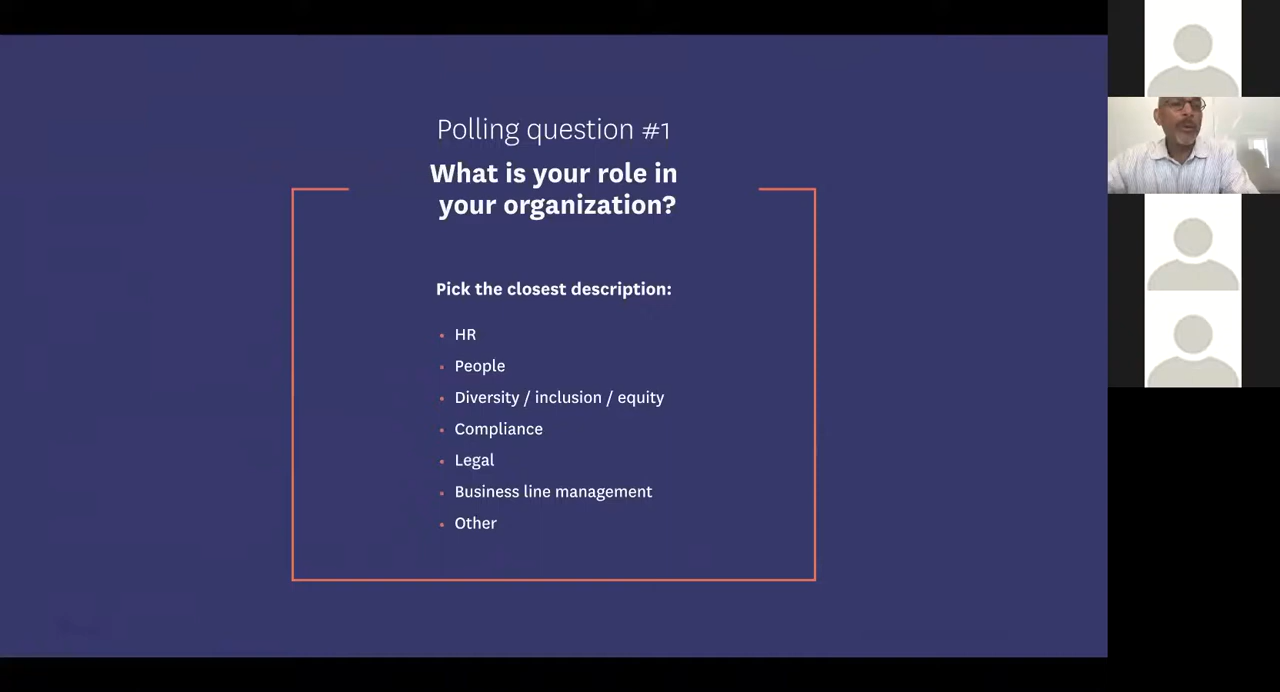 Polling question #1
What is your role in
your organization?
Pick the closest description:
• HR
• People
• Diversity / inclusion / equity
• Compliance
• Legal
• Business line management
• Other